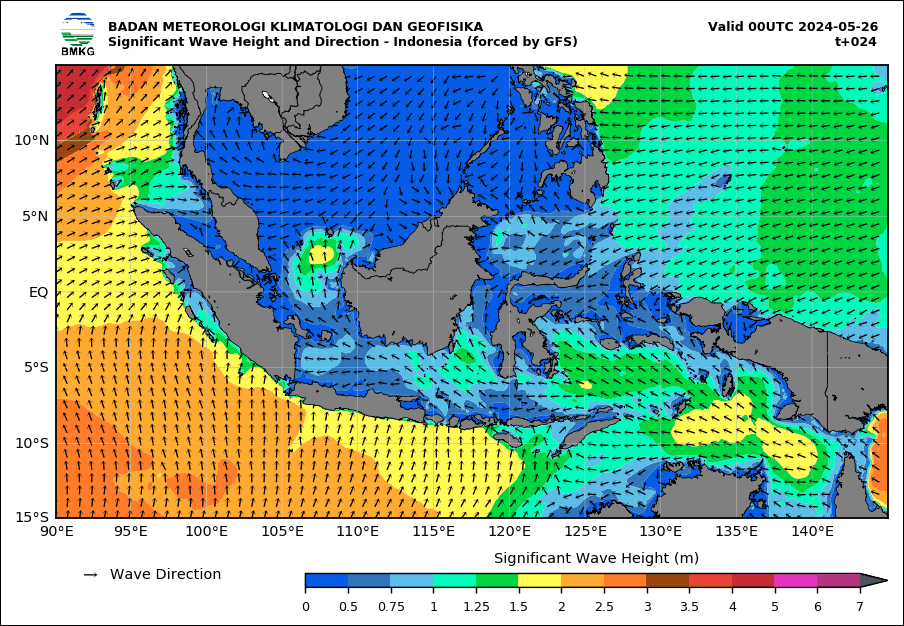 BMKG
BADAN METEOROLOGI KLIMATOLOGI DAN GEOFISIKA
Significant Wave Height and Direction - Indonesia (forced by GFS)
Valid 00UTC 2024-05-26
t+024
10°N
5°N
EQ
5°S
10°S
15°S
90°E 95°E 100°E 105°E 110°E 115°E 120°E 125°E 130°E 135°E 140°E
→ Wave Direction
Significant Wave Height (m)
0 0.5 0.75 1 1.25 1.5 2 2.5 3 3.5 4 5 6 7